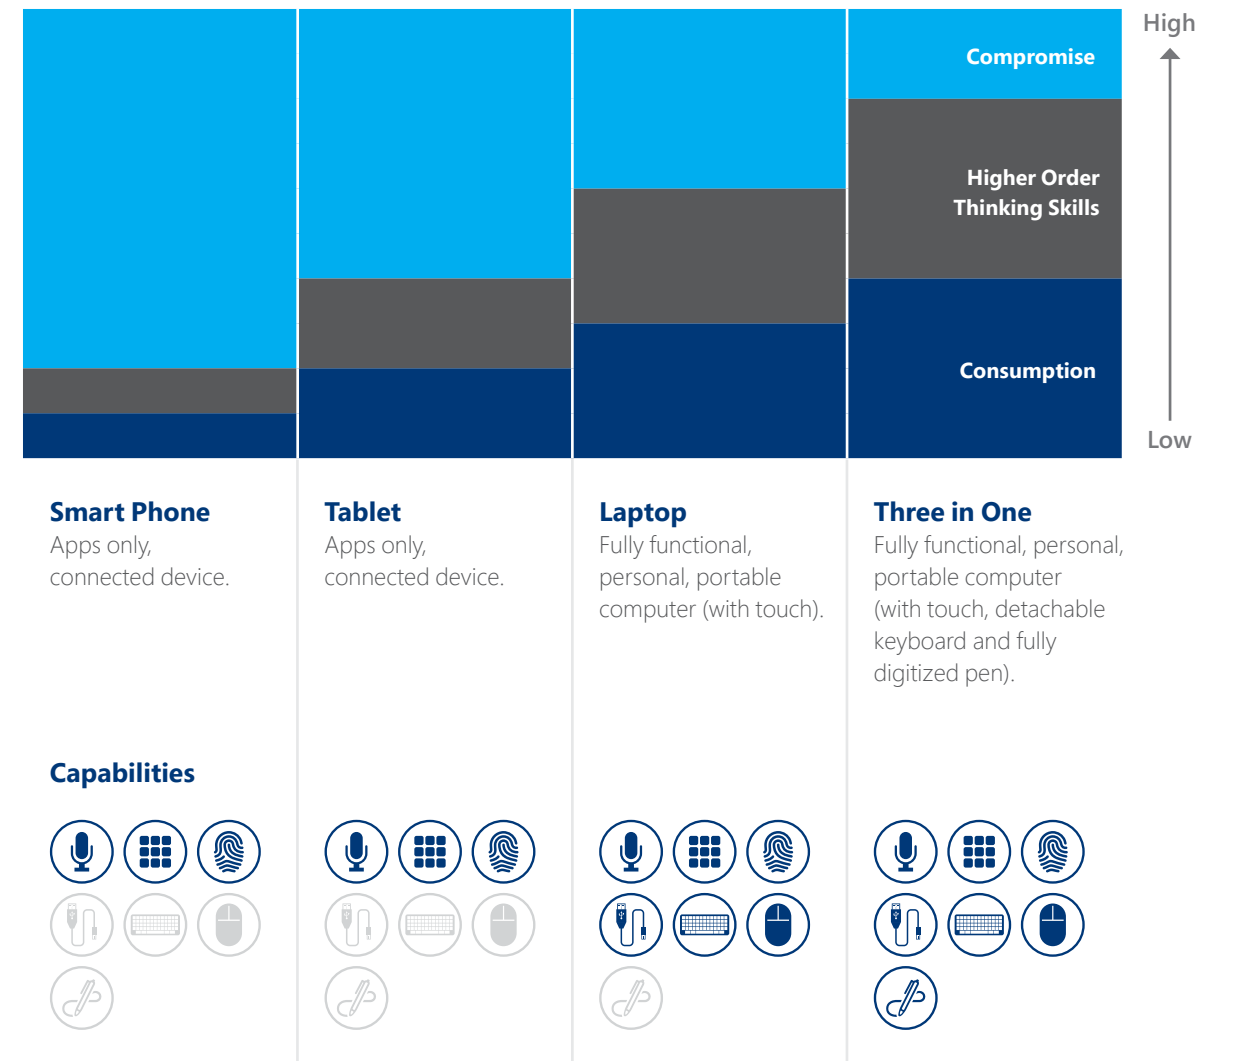 High
Compromise
Higher Order
Thinking Skills
Consumption
Low
Smart Phone
Apps only,
connected device.
Tablet
Apps only,
connected device.
Laptop
Fully functional,
personal, portable
computer (with touch).
Three in One
Fully functional, personal,
portable computer
(with touch, detachable
keyboard and fully
digitized pen).
Capabilities